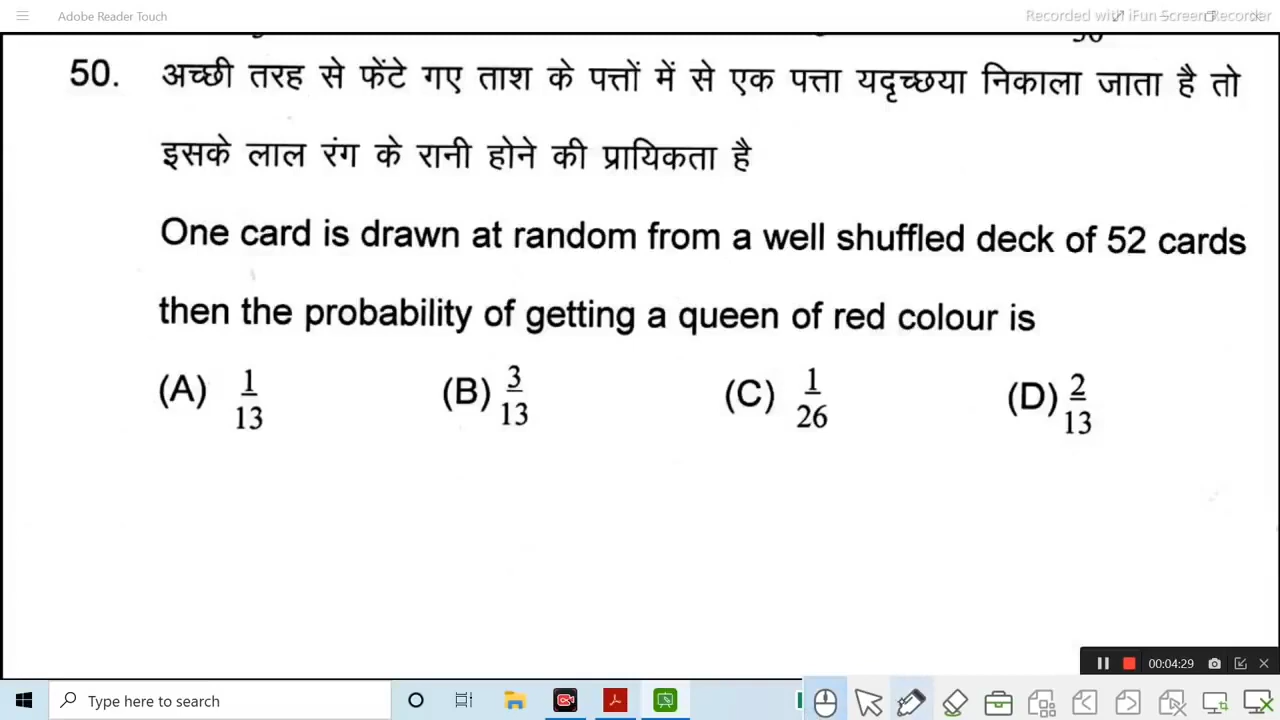 Adobe Reader Touch
Recorded with iFun Screen Recorder
50. अच्छी तरह से फेंटे गए ताश के पत्तों में से एक पत्ता यदृच्छया निकाला जाता है तो
इसके लाल रंग के रानी होने की प्रायिकता है
One card is drawn at random from a well shuffled deck of 52 cards
then the probability of getting a queen of red colour is
(A) 1/13 (B) 3/13 (C) 1/26 (D) 2/13
00:04:29
Type here to search